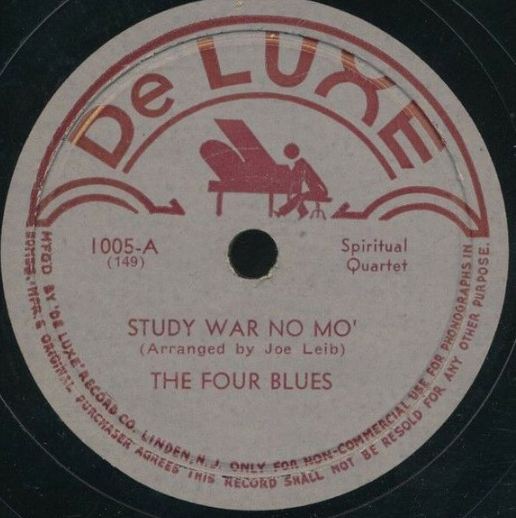 De LUXE
1005-A
(149)
Spiritual
Quartet
STUDY WAR NO MO'
(Arranged by Joe Leib)
THE FOUR BLUES
MFG'D BY 'DE LUXE' RECORD CO. LINDEN, N. J. ONLY FOR NON-COMMERCIAL USE FOR PHONOGRAPHS IN
HOMES. MFR.S ORIGINAL PURCHASER AGREES THIS RECORD SHALL NOT BE RESOLD FOR ANY OTHER PURPOSE.